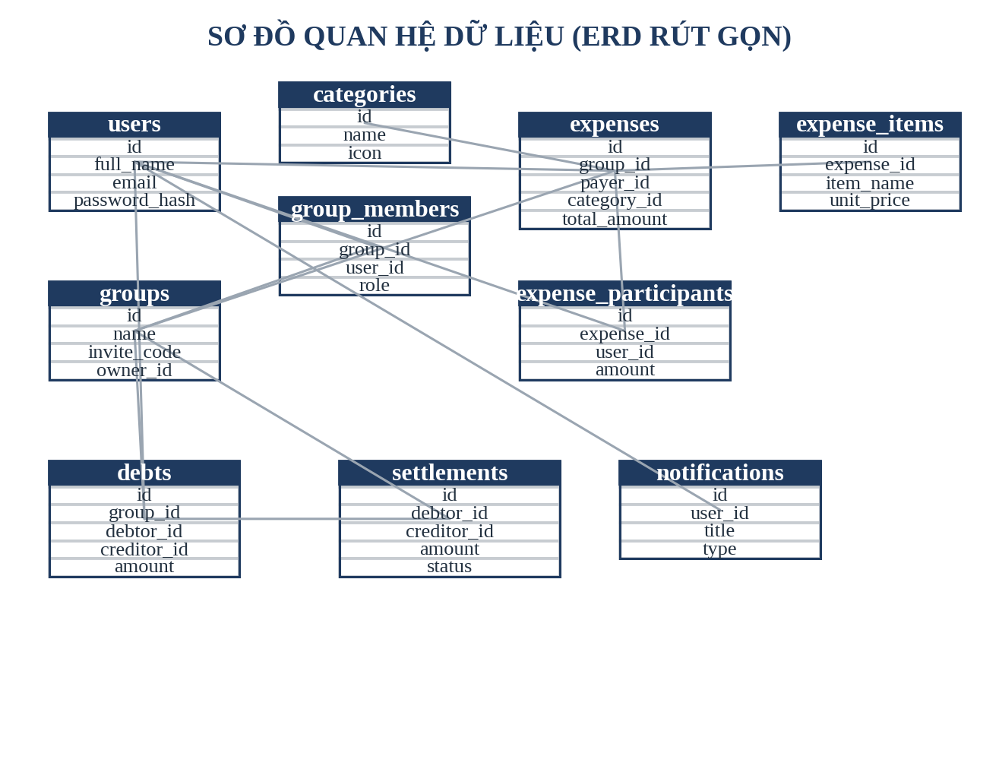 SƠ ĐỒ QUAN HỆ DỮ LIỆU (ERD RÚT GỌN)
categories
id
name
icon
users
id
full_name
email
password_hash
expenses
id
group_id
payer_id
category_id
total_amount
expense_items
id
expense_id
item_name
unit_price
group_members
id
group_id
user_id
role
groups
id
name
invite_code
owner_id
expense_participants
id
expense_id
user_id
amount
debts
id
group_id
debtor_id
creditor_id
amount
settlements
id
debtor_id
creditor_id
amount
status
notifications
id
user_id
title
type